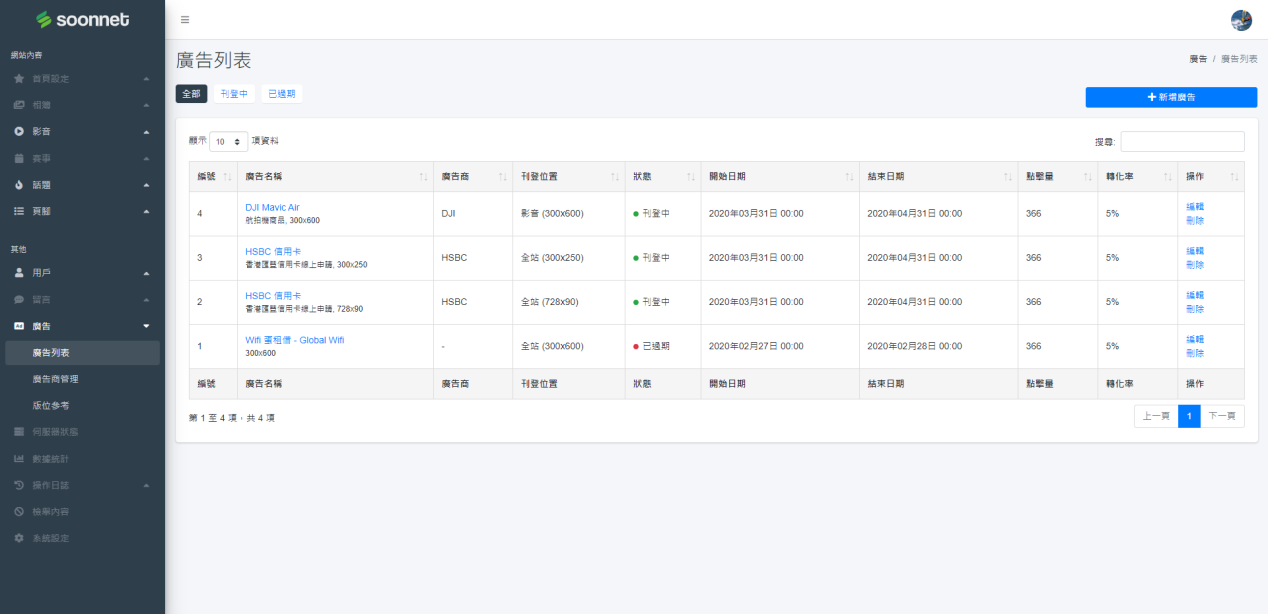 soonnet
網站內容
首頁設定
相簿
影音
賽事
話題
頁腳
其他
用戶
留言
廣告
廣告列表
廣告商管理
版位參考
伺服器狀態
數據統計
操作日誌
檢舉內容
系統設定
廣告列表
廣告 / 廣告列表
全部 刊登中 已過期
新增廣告
顯示 10 項資料
搜尋:
編號 廣告名稱 廣告商 刊登位置 狀態 開始日期 結束日期 點擊量 轉化率 操作
4 DJI Mavic Air DJI 影音 (300x600) 刊登中 2020年03月31日 00:00 2020年04月31日 00:00 366 5% 編輯
航拍機商品, 300x600 刪除
3 HSBC 信用卡 HSBC 全站 (300x250) 刊登中 2020年03月31日 00:00 2020年04月31日 00:00 366 5% 編輯
香港匯豐信用卡線上申請, 300x250 刪除
2 HSBC 信用卡 HSBC 全站 (728x90) 刊登中 2020年03月31日 00:00 2020年04月31日 00:00 366 5% 編輯
香港匯豐信用卡線上申請, 728x90 刪除
1 Wifi 蛋租借 - Global Wifi - 全站 (300x600) 已過期 2020年02月27日 00:00 2020年02月28日 00:00 366 5% 編輯
300x600 刪除
編號 廣告名稱 廣告商 刊登位置 狀態 開始日期 結束日期 點擊量 轉化率 操作
第 1 至 4 項，共 4 項
上一頁 1 下一頁